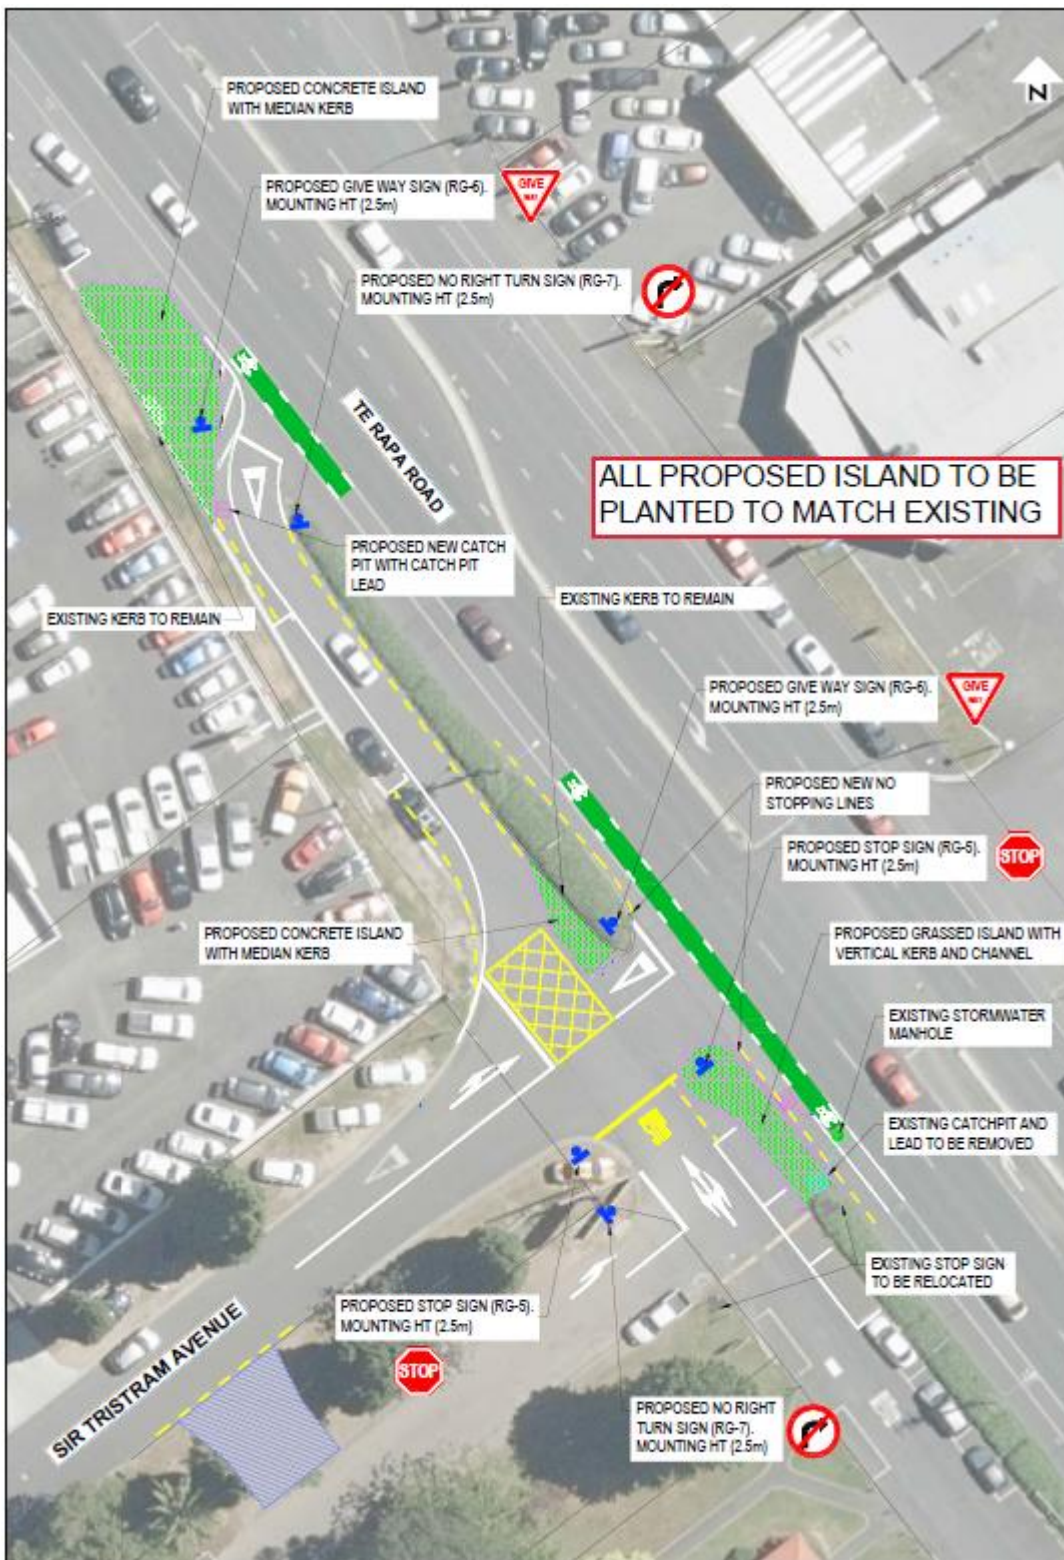 PROPOSED CONCRETE ISLAND
WITH MEDIAN KERB
N
PROPOSED GIVE WAY SIGN (RG-6).
MOUNTING HT (2.5m)
GIVE
WAY
PROPOSED NO RIGHT TURN SIGN (RG-7).
MOUNTING HT (2.5m)
TE RAPA ROAD
ALL PROPOSED ISLAND TO BE
PLANTED TO MATCH EXISTING
PROPOSED NEW CATCH
PIT WITH CATCH PIT
LEAD
EXISTING KERB TO REMAIN
EXISTING KERB TO REMAIN
PROPOSED GIVE WAY SIGN (RG-6).
MOUNTING HT (2.5m)
GIVE
WAY
PROPOSED NEW NO
STOPPING LINES
PROPOSED STOP SIGN (RG-5).
MOUNTING HT (2.5m)
STOP
PROPOSED CONCRETE ISLAND
WITH MEDIAN KERB
PROPOSED GRASSED ISLAND WITH
VERTICAL KERB AND CHANNEL
EXISTING STORMWATER
MANHOLE
EXISTING CATCHPIT AND
LEAD TO BE REMOVED
EXISTING STOP SIGN
TO BE RELOCATED
PROPOSED STOP SIGN (RG-5).
MOUNTING HT (2.5m)
STOP
SIR TRISTRAM AVENUE
PROPOSED NO RIGHT
TURN SIGN (RG-7).
MOUNTING HT (2.5m)